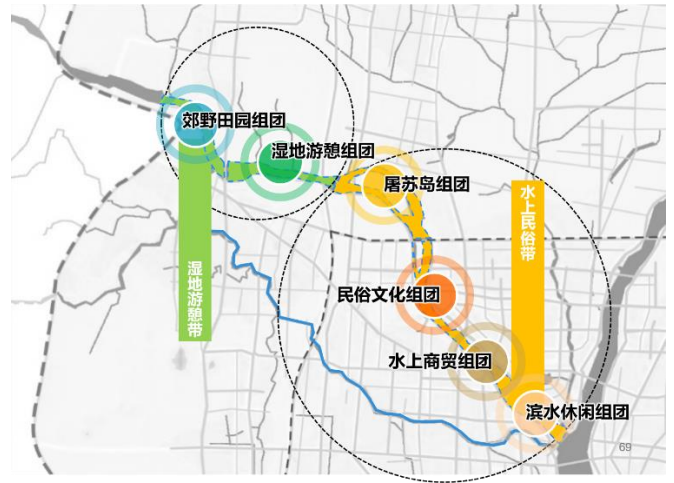 郊野田园组团
湿地游憩组团
屠苏岛组团
水上民俗带
湿地游憩带
民俗文化组团
水上商贸组团
滨水休闲组团
69